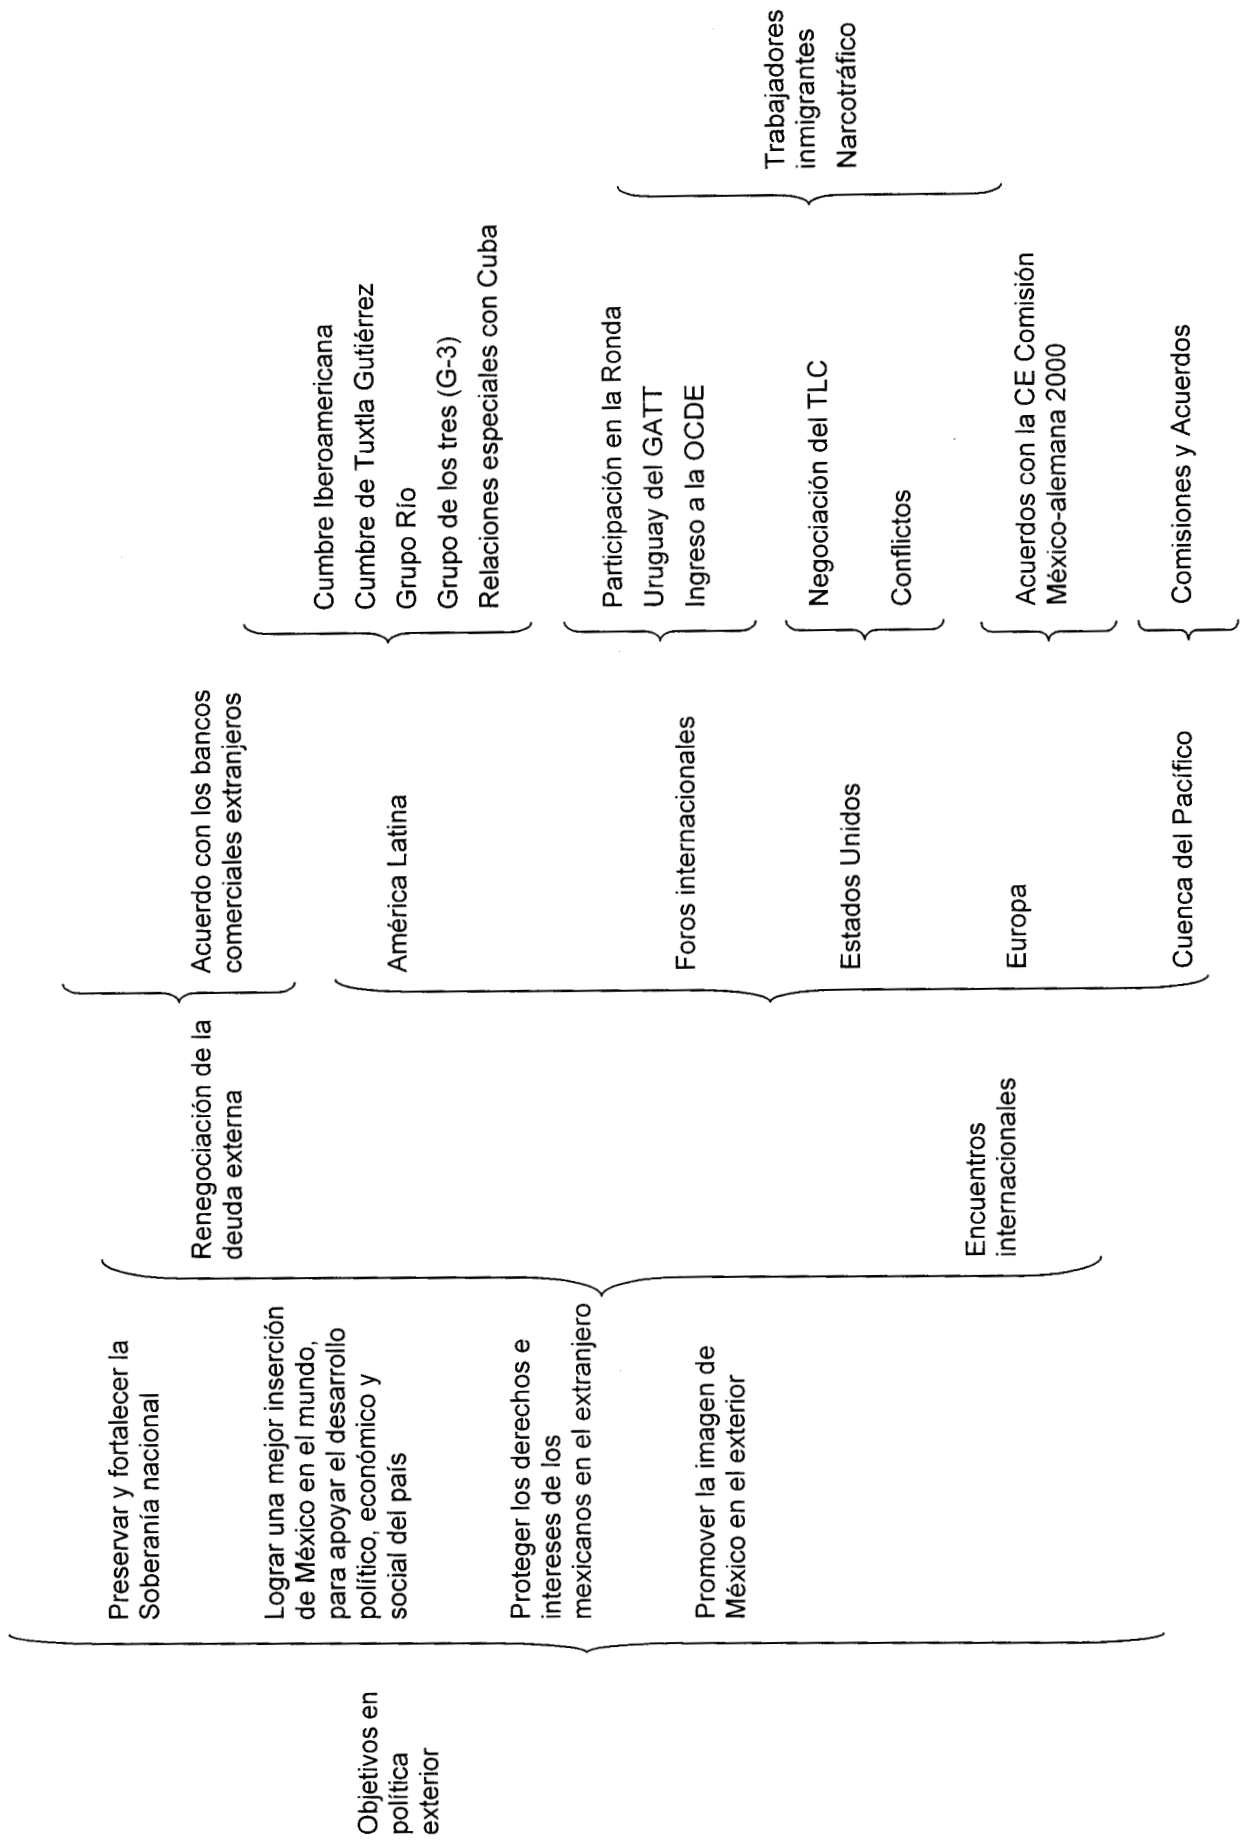 Objetivos en
política
exterior
Preservar y fortalecer la
Soberanía nacional
Lograr una mejor inserción
de México en el mundo,
para apoyar el desarrollo
político, económico y
social del país
Proteger los derechos e
intereses de los
mexicanos en el extranjero
Promover la imagen de
México en el exterior
Renegociación de la
deuda externa
Encuentros
internacionales
Acuerdo con los bancos
comerciales extranjeros
América Latina
Foros internacionales
Estados Unidos
Europa
Cuenca del Pacífico
Cumbre Iberoamericana
Cumbre de Tuxtla Gutiérrez
Grupo Río
Grupo de los tres (G-3)
Relaciones especiales con Cuba
Participación en la Ronda
Uruguay del GATT
Ingreso a la OCDE
Negociación del TLC
Conflictos
Acuerdos con la CE Comisión
México-alemana 2000
Comisiones y Acuerdos
Trabajadores
inmigrantes
Narcotráfico